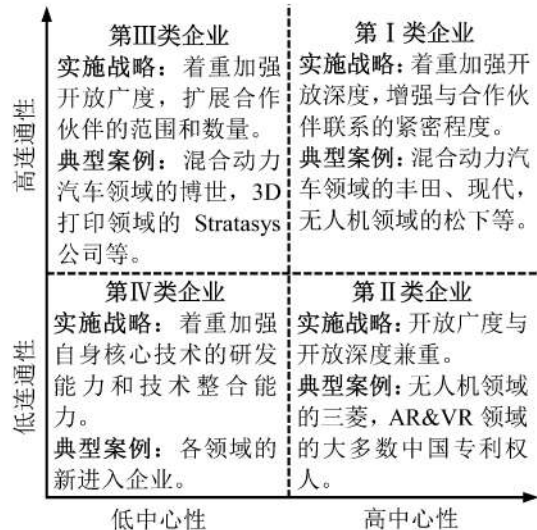 高连通性
第Ⅲ类企业
实施战略：着重加强
开放广度，扩展合作
伙伴的范围和数量。
典型案例：混合动力
汽车领域的博世，3D
打印领域的 Stratasys
公司等。
第Ⅰ类企业
实施战略：着重加强开
放深度，增强与合作伙
伴联系的紧密程度。
典型案例：混合动力汽
车领域的丰田、现代，
无人机领域的松下等。
低连通性
第Ⅳ类企业
实施战略：着重加强
自身核心技术的研发
能力和技术整合能
力。
典型案例：各领域的
新进入企业。
第Ⅱ类企业
实施战略：开放广度与
开放深度兼重。
典型案例：无人机领域
的三菱，AR&VR 领域
的大多数中国专利权
人。
低中心性
高中心性